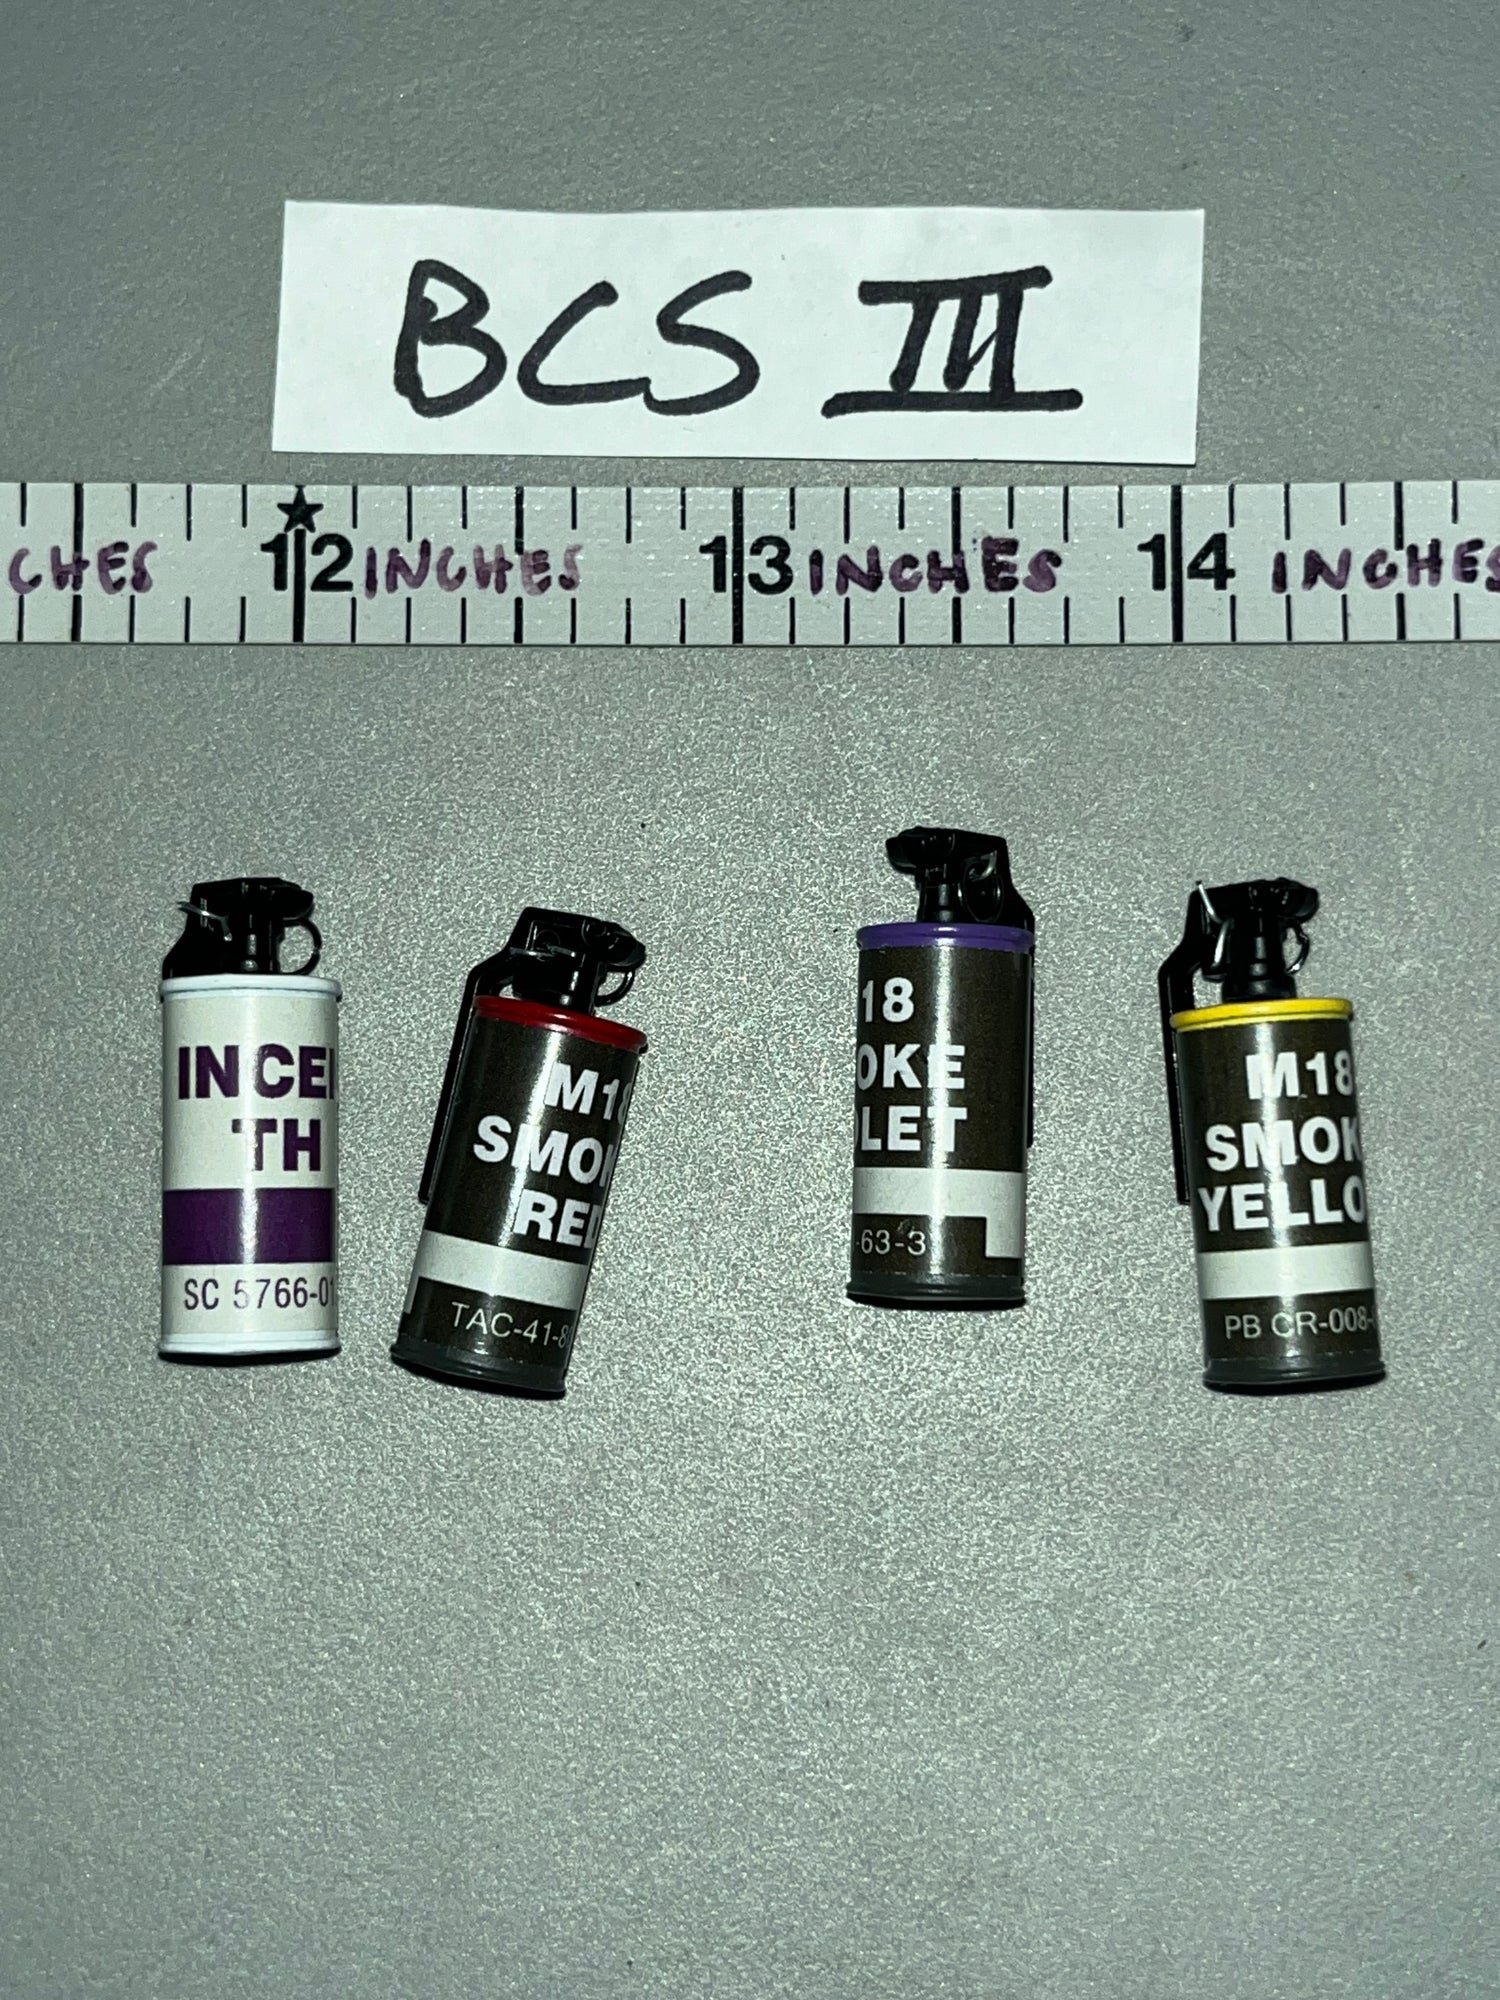 BCS III
CHES 12 INCHES 13 INCHES 14 INCHES
INCEN
TH
SC 5766-01
M18
SMOK
RED
TAC-41-8
18
OKE
LET
-63-3
M18
SMOK
YELLO
PB CR-008-